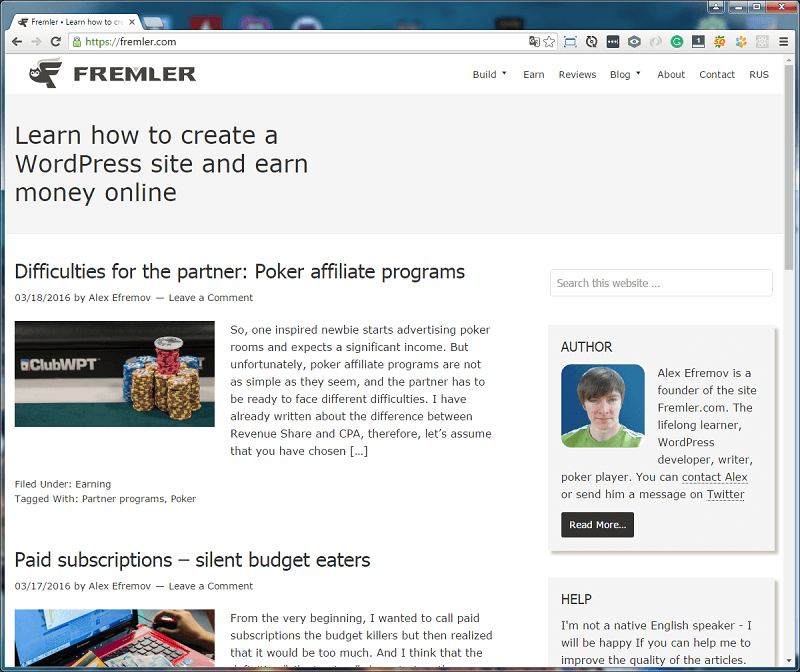 Fremler • Learn how to cre
https://fremler.com
FREMLER
Build Earn Reviews Blog About Contact RUS
Learn how to create a
WordPress site and earn
money online
Difficulties for the partner: Poker affiliate programs
03/18/2016 by Alex Efremov — Leave a Comment
ClubWPT
So, one inspired newbie starts advertising poker
rooms and expects a significant income. But
unfortunately, poker affiliate programs are not
as simple as they seem, and the partner has to
be ready to face different difficulties. I have
already written about the difference between
Revenue Share and CPA, therefore, let’s assume
that you have chosen [...]
Filed Under: Earning
Tagged With: Partner programs, Poker
Paid subscriptions – silent budget eaters
03/17/2016 by Alex Efremov — Leave a Comment
From the very beginning, I wanted to call paid
subscriptions the budget killers but then realized
that it would be too much. And I think that the
Search this website ...
AUTHOR
Alex Efremov is a
founder of the site
Fremler.com. The
lifelong learner,
WordPress
developer, writer,
poker player. You can contact Alex
or send him a message on Twitter
Read More...
HELP
I'm not a native English speaker - I
will be happy If you can help me to
improve the quality of the articles.